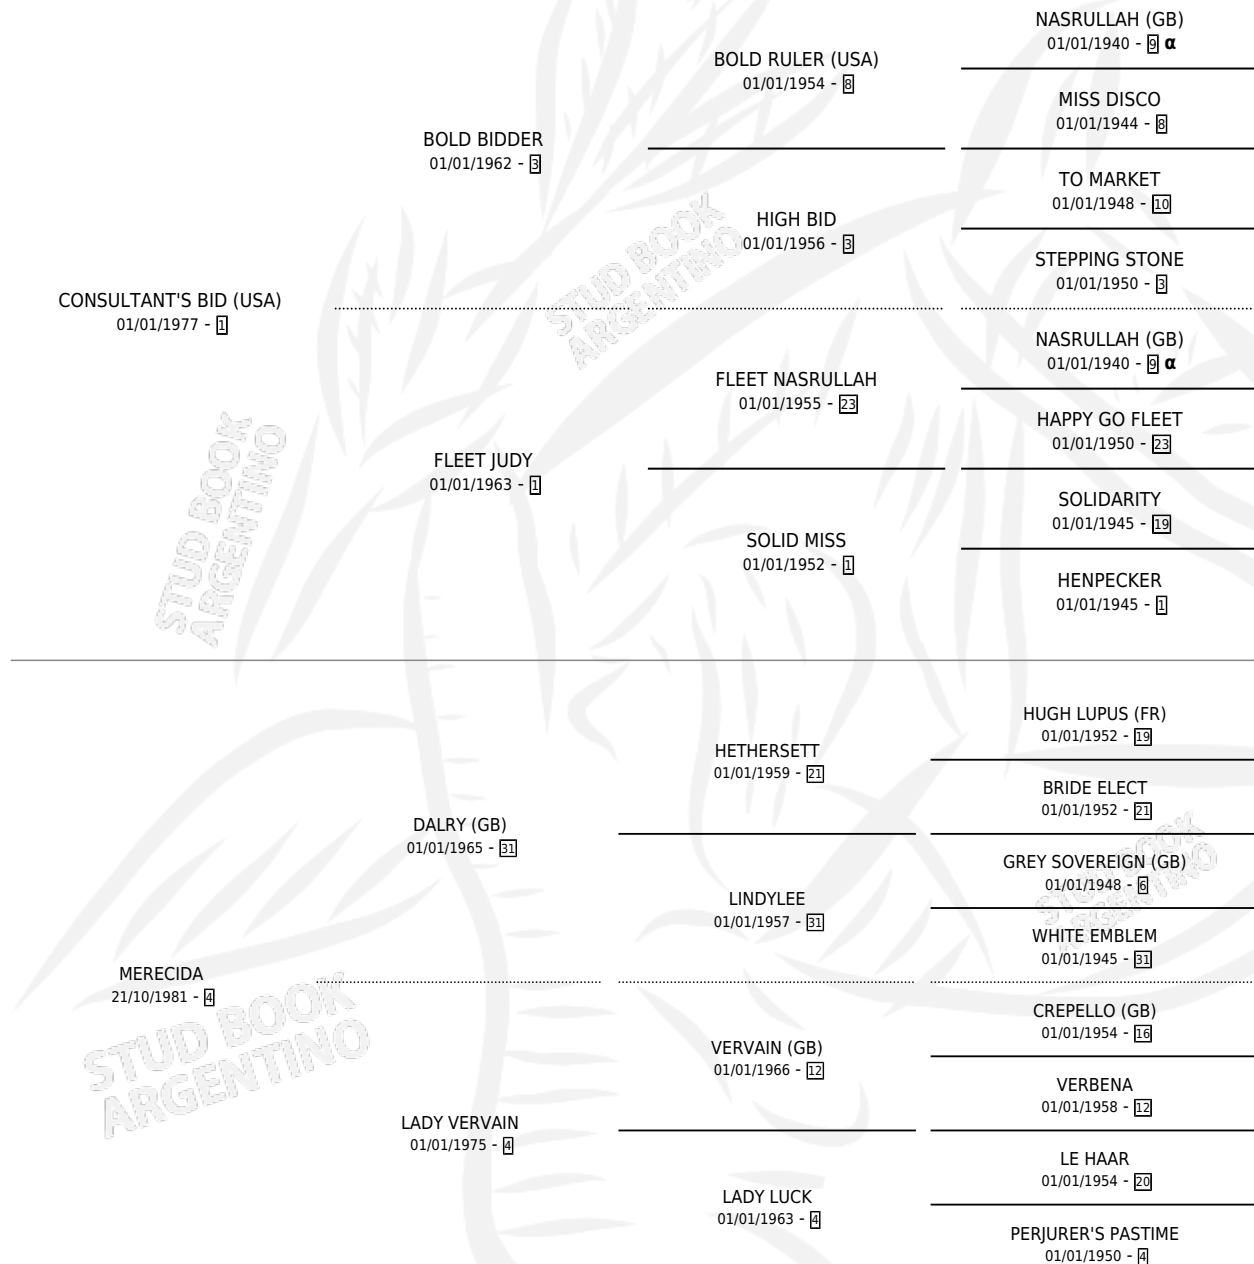 NASRULLAH (GB)
01/01/1940 - 9 α
BOLD RULER (USA)
01/01/1954 - 8
MISS DISCO
01/01/1944 - 8
BOLD BIDDER
01/01/1962 - 3
TO MARKET
01/01/1948 - 10
HIGH BID
01/01/1956 - 3
STEPPING STONE
01/01/1950 - 3
CONSULTANT'S BID (USA)
01/01/1977 - 1
NASRULLAH (GB)
01/01/1940 - 9 α
FLEET NASRULLAH
01/01/1955 - 23
HAPPY GO FLEET
01/01/1950 - 23
FLEET JUDY
01/01/1963 - 1
SOLIDARITY
01/01/1945 - 19
SOLID MISS
01/01/1952 - 1
HENPECKER
01/01/1945 - 1
HUGH LUPUS (FR)
01/01/1952 - 19
HETHERSETT
01/01/1959 - 21
BRIDE ELECT
01/01/1952 - 21
DALRY (GB)
01/01/1965 - 31
GREY SOVEREIGN (GB)
01/01/1948 - 6
LINDYLEE
01/01/1957 - 31
WHITE EMBLEM
01/01/1945 - 31
MERECIDA
21/10/1981 - 4
CREPELLO (GB)
01/01/1954 - 16
VERVAIN (GB)
01/01/1966 - 12
VERBENA
01/01/1958 - 12
LADY VERVAIN
01/01/1975 - 4
LE HAAR
01/01/1954 - 20
LADY LUCK
01/01/1963 - 4
PERJURER'S PASTIME
01/01/1950 - 4
STUD BOOK
ARGENTINO
STUD BOOK
ARGENTINO
STUD BOOK
ARGENTINO
STUD BOOK
ARGENTINO